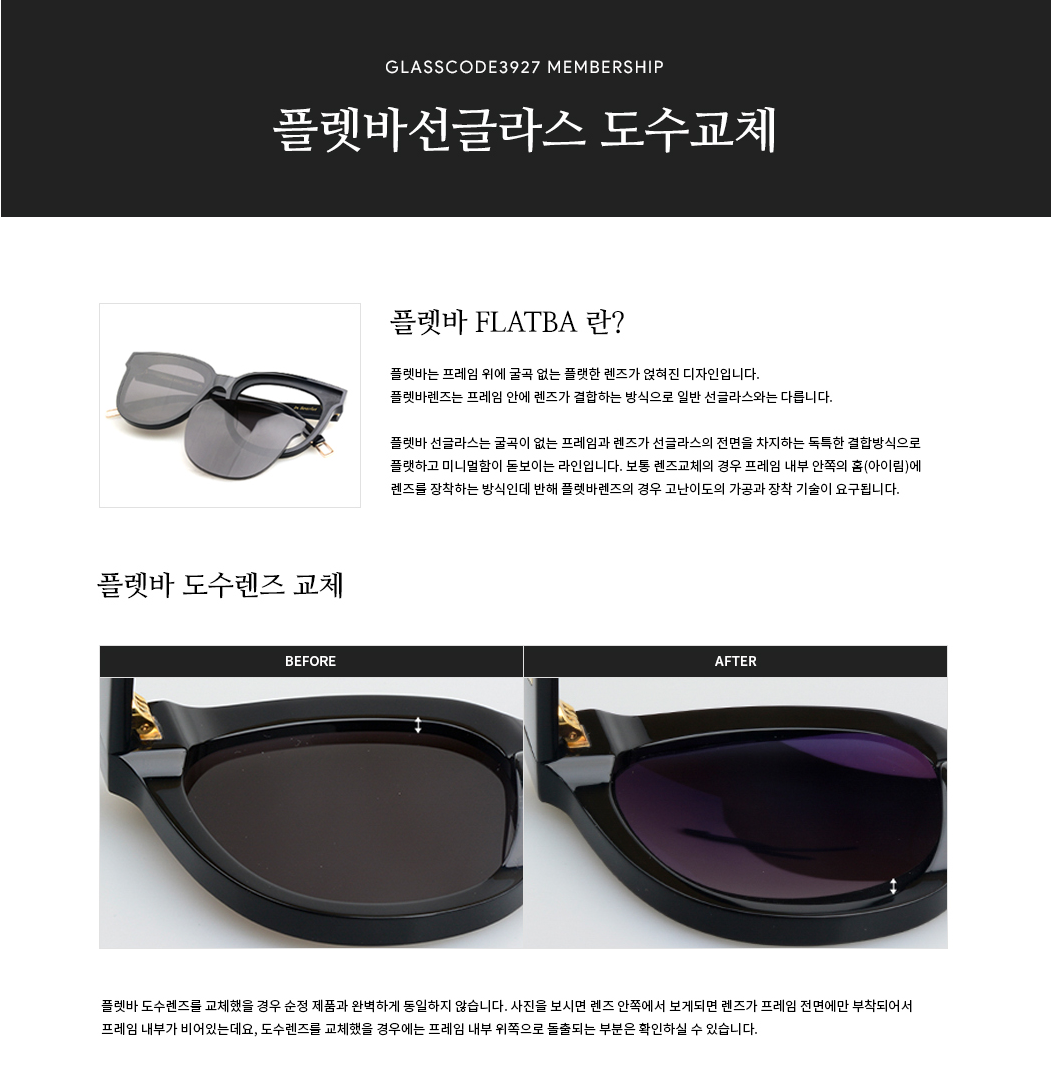 GLASSCODE3927 MEMBERSHIP
플렛바선글라스 도수교체
플렛바 FLATBA 란?
플렛바는 프레임 위에 굴곡 없는 플랫한 렌즈가 얹혀진 디자인입니다.
플렛바렌즈는 프레임 안에 렌즈가 결합하는 방식으로 일반 선글라스와는 다릅니다.
플렛바 선글라스는 굴곡이 없는 프레임과 렌즈가 선글라스의 전면을 차지하는 독특한 결합방식으로
플랫하고 미니멀함이 돋보이는 라인입니다. 보통 렌즈교체의 경우 프레임 내부 안쪽의 홈(아이림)에
렌즈를 장착하는 방식인데 반해 플렛바렌즈의 경우 고난이도의 가공과 장착 기술이 요구됩니다.
플렛바 도수렌즈 교체
BEFORE
AFTER
플렛바 도수렌즈를 교체했을 경우 순정 제품과 완벽하게 동일하지 않습니다. 사진을 보시면 렌즈 안쪽에서 보게되면 렌즈가 프레임 전면에만 부착되어서
프레임 내부가 비어있는데요, 도수렌즈를 교체했을 경우에는 프레임 내부 위쪽으로 돌출되는 부분은 확인하실 수 있습니다.